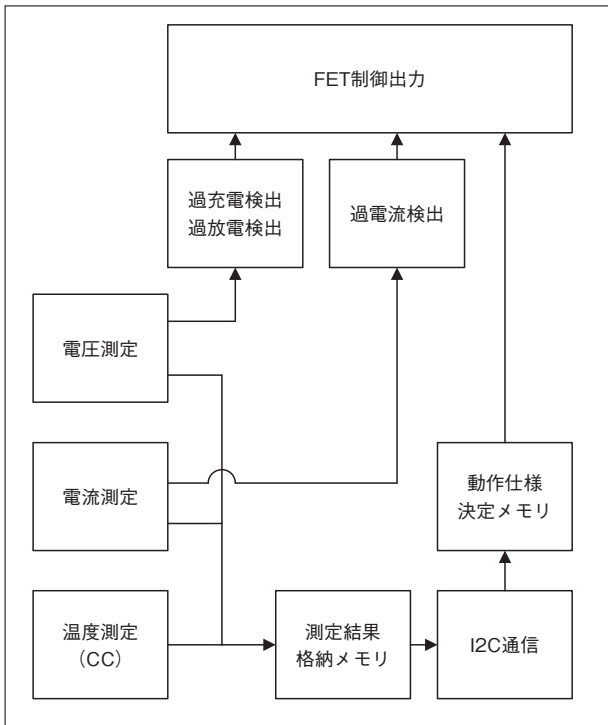 FET制御出力
過充電検出
過放電検出
過電流検出
電圧測定
電流測定
動作仕様
決定メモリ
温度測定
（CC）
測定結果
格納メモリ
I2C通信